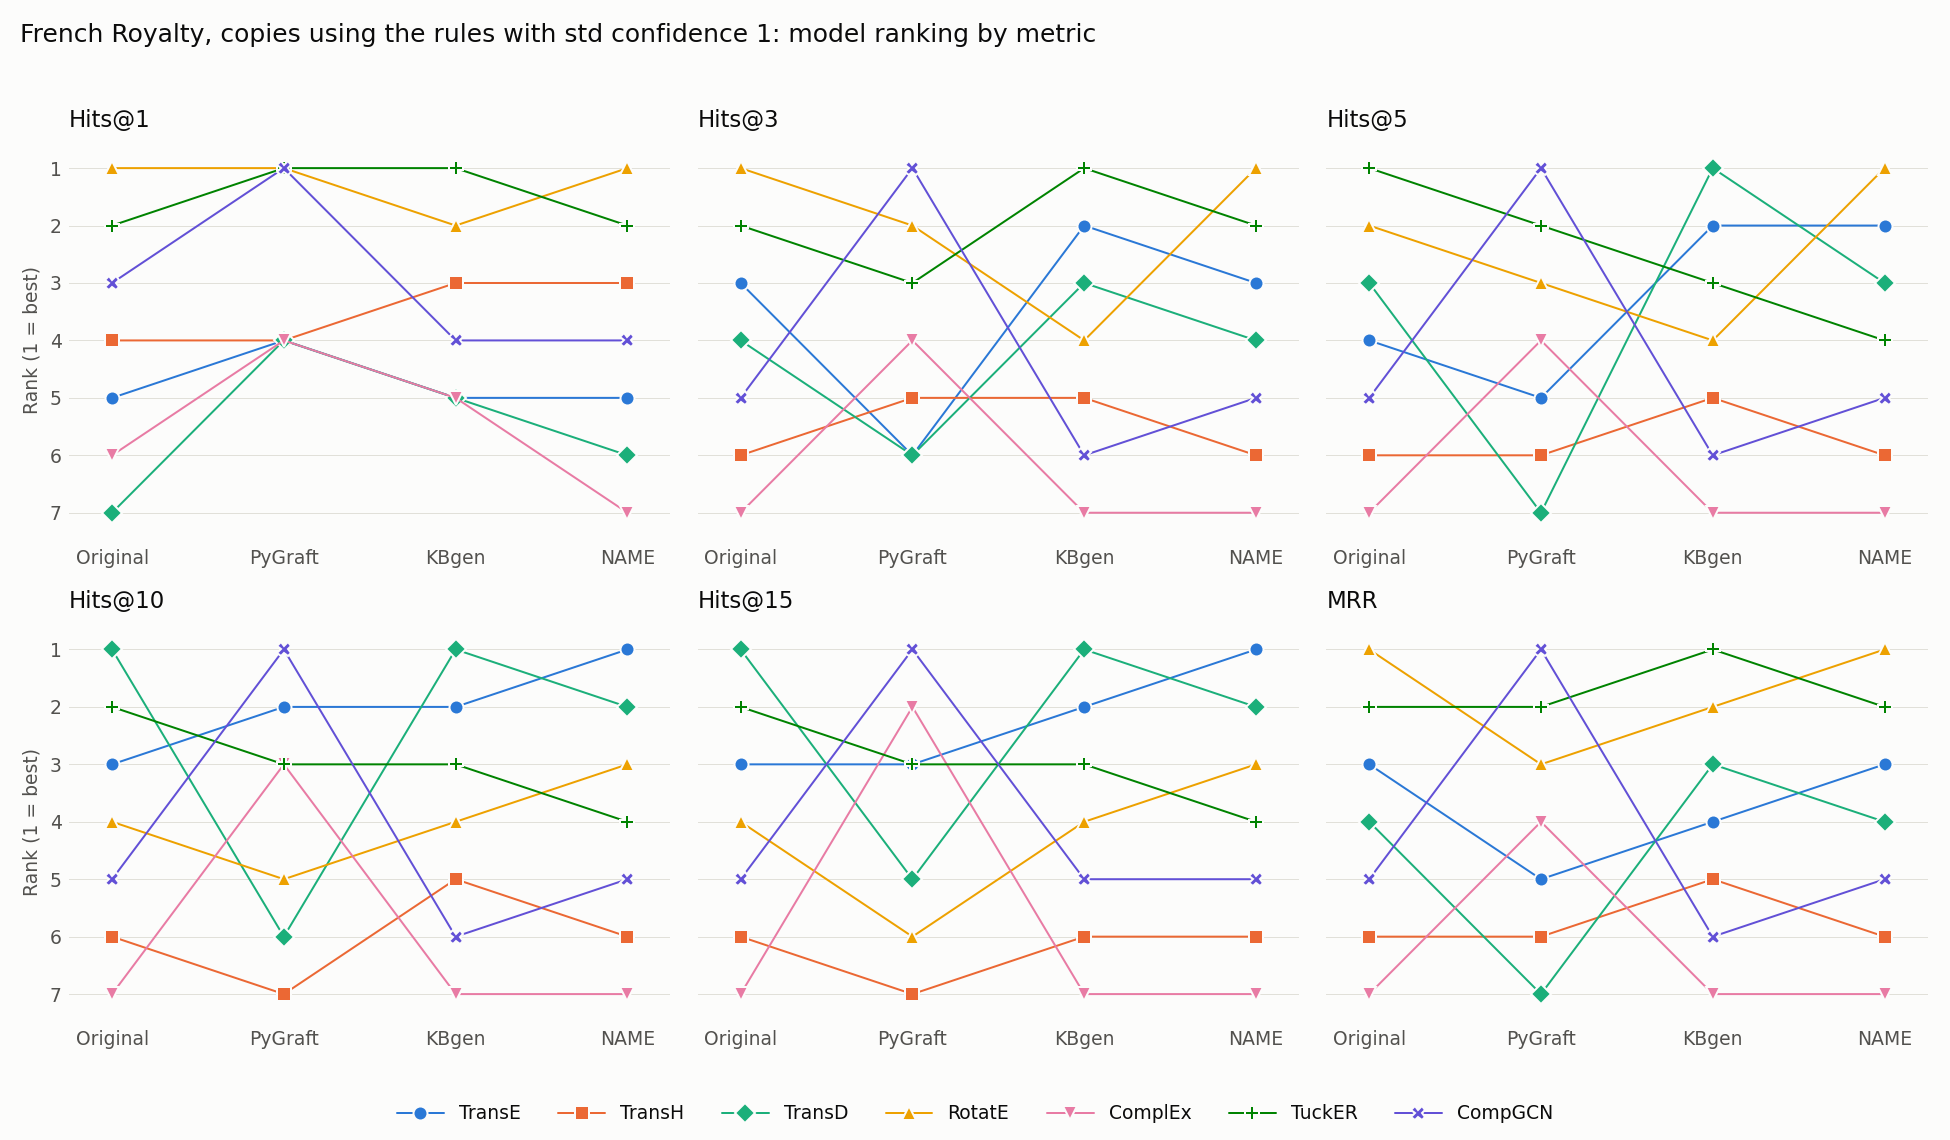 French Royalty, copies using the rules with std confidence 1: model ranking by metric
Hits@1
Hits@3
Hits@5
Rank (1 = best)
1
2
3
4
5
6
7
Original PyGraft KBgen NAME
Original PyGraft KBgen NAME
Original PyGraft KBgen NAME
Hits@10
Hits@15
MRR
Rank (1 = best)
1
2
3
4
5
6
7
Original PyGraft KBgen NAME
Original PyGraft KBgen NAME
Original PyGraft KBgen NAME
TransE TransH TransD RotatE ComplEx TuckER CompGCN